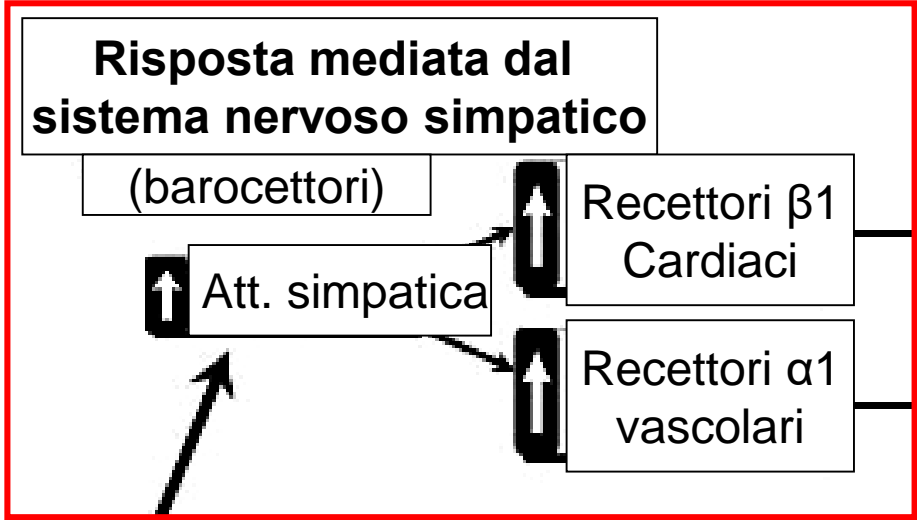 Risposta mediata dal
sistema nervoso simpatico
(barocettori)
Att. simpatica
Recettori β1
Cardiaci
Recettori α1
vascolari